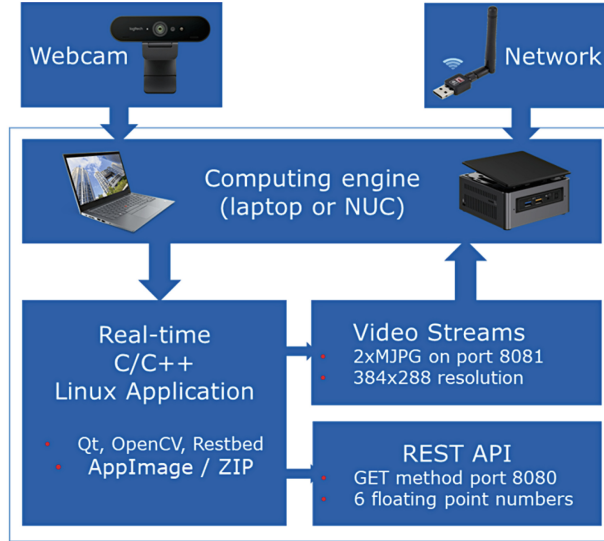 Webcam
logitech
Network
Computing engine
(laptop or NUC)
Real-time
C/C++
Linux Application
Qt, OpenCV, Restbed
AppImage / ZIP
Video Streams
2xMJPG on port 8081
384x288 resolution
REST API
GET method port 8080
6 floating point numbers